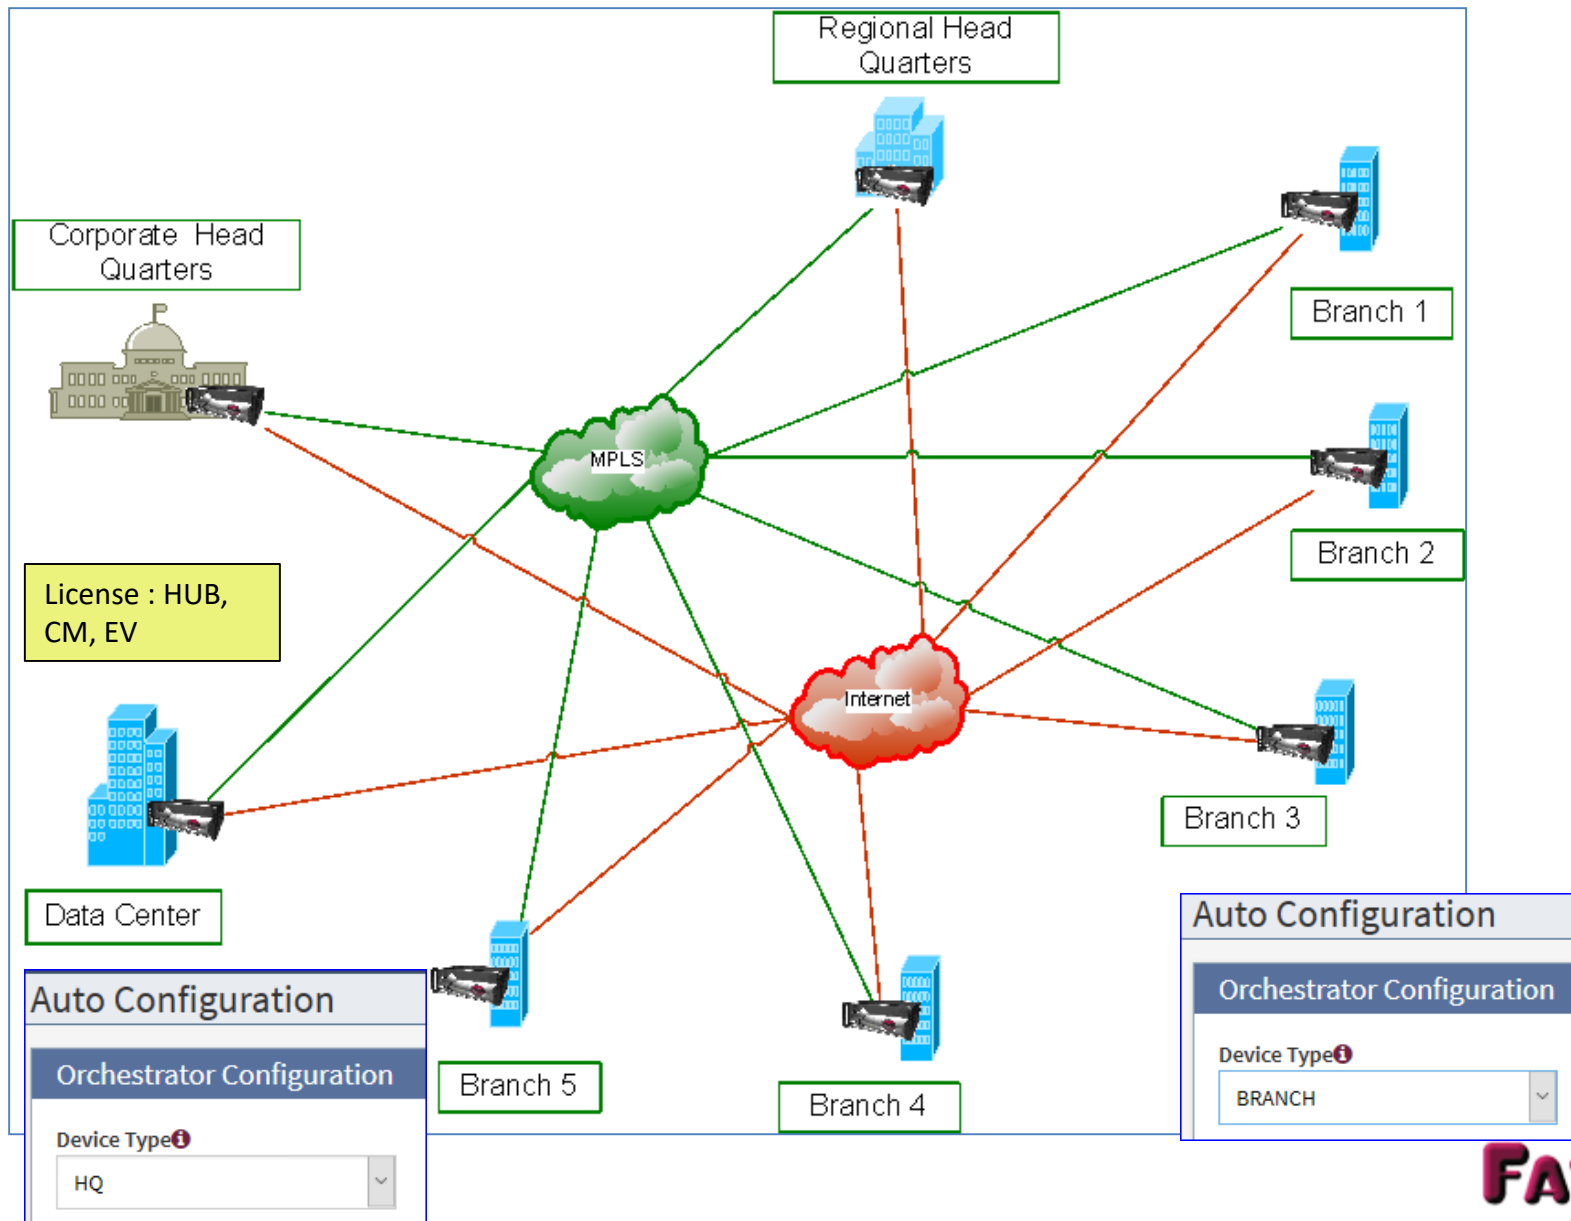 Regional Head
Quarters
Corporate Head
Quarters
Branch 1
MPLS
Branch 2
License : HUB,
CM, EV
Internet
Branch 3
Data Center
Auto Configuration
Orchestrator Configuration
Device Type
BRANCH
Auto Configuration
Orchestrator Configuration
Device Type
HQ
Branch 5
Branch 4